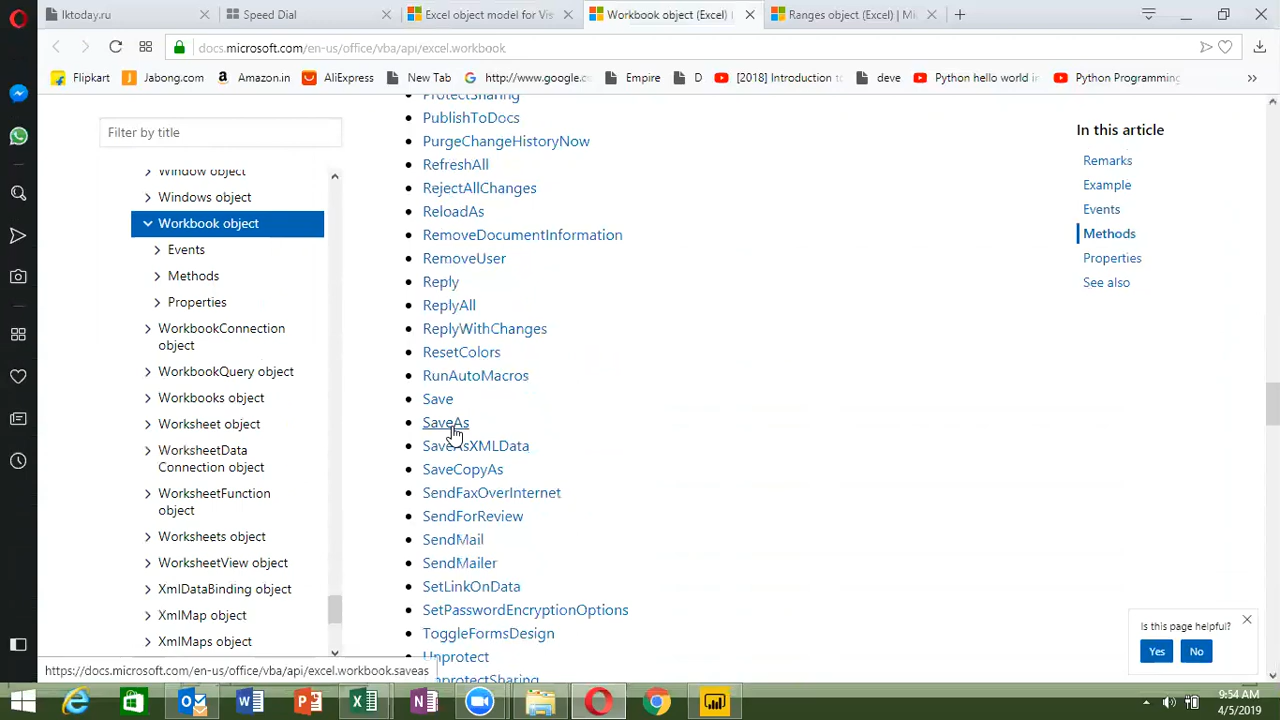 lktoday.ru
Speed Dial
Excel object model for Vis
Workbook object (Excel) |
Ranges object (Excel) | Mi
docs.microsoft.com/en-us/office/vba/api/excel.workbook
Flipkart
Jabong.com
Amazon.in
AliExpress
New Tab
http://www.google.c
Empire
D
[2018] Introduction to
deve
Python hello world in
Python Programming
Filter by title
Window object
Windows object
Workbook object
Events
Methods
Properties
WorkbookConnection
object
WorkbookQuery object
Workbooks object
Worksheet object
WorksheetData
Connection object
WorksheetFunction
object
Worksheets object
WorksheetView object
XmlDataBinding object
XmlMap object
XmlMaps object
ProtectSharing
PublishToDocs
PurgeChangeHistoryNow
RefreshAll
RejectAllChanges
ReloadAs
RemoveDocumentInformation
RemoveUser
Reply
ReplyAll
ReplyWithChanges
ResetColors
RunAutoMacros
Save
SaveAs
SaveAsXMLData
SaveCopyAs
SendFaxOverInternet
SendForReview
SendMail
SendMailer
SetLinkOnData
SetPasswordEncryptionOptions
ToggleFormsDesign
Unprotect
UnprotectSharing
In this article
Remarks
Example
Events
Methods
Properties
See also
Is this page helpful?
Yes
No
https://docs.microsoft.com/en-us/office/vba/api/excel.workbook.saveas
9:54 AM
4/5/2019